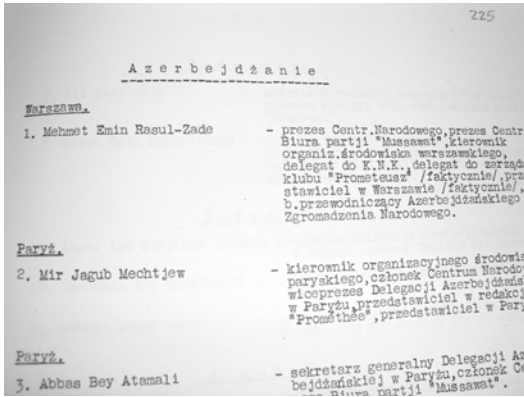 225
Azerbejdżanie
Warszawa.
1. Mehmet Emin Rasul-Zade - prezes Centr.Narodowego,prezes Centr
Biura partji "Mussawat",kierownik
organiz.środowiska warszawskiego,
delegat do K.N.K.,delegat do zarząd
klubu "Prometeusz" /faktycznie/,prz
stawiciel w Warszawie /faktycznie/,
b.przewodniczący Azerbejdżańskiego
Zgromadzenia Narodowego.
Paryż.
2. Mir Jagub Mechtjew - kierownik organizacyjnego środowis
paryskiego,członek Centrum Narodo
wiceprezes Delegacji Azerbejdżańs
w Paryżu,przedstawiciel w redakcj
"Promethée",przedstawiciel w Pary
Paryż.
3. Abbas Bey Atamali - sekretarz generalny Delegacji Az
bejdżańskiej w Paryżu,członek Ce
Biura partji "Mussawat".